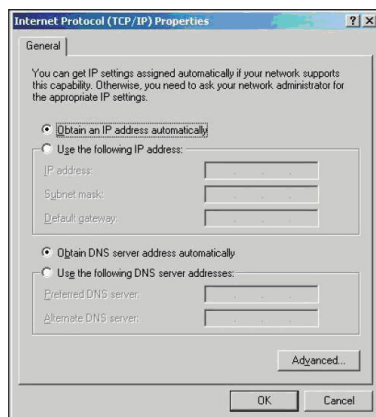 Internet Protocol (TCP/IP) Properties
General
You can get IP settings assigned automatically if your network supports
this capability. Otherwise, you need to ask your network administrator for
the appropriate IP settings.
Obtain an IP address automatically
Use the following IP address:
IP address:
Subnet mask:
Default gateway:
Obtain DNS server address automatically
Use the following DNS server addresses:
Preferred DNS server:
Alternate DNS server:
Advanced...
OK
Cancel